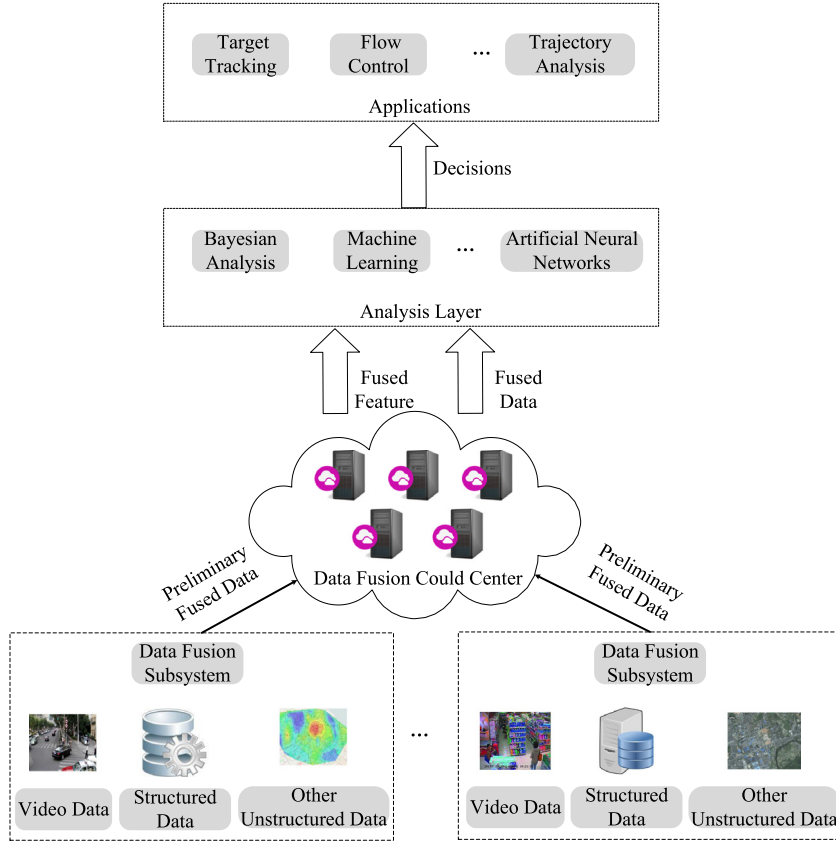 Target
Tracking
Flow
Control
...
Trajectory
Analysis
Applications
Decisions
Bayesian
Analysis
Machine
Learning
...
Artificial Neural
Networks
Analysis Layer
Fused
Feature
Fused
Data
Data Fusion Could Center
Preliminary
Fused Data
Preliminary
Fused Data
Data Fusion
Subsystem
Video Data
Structured
Data
Other
Unstructured Data
...
Data Fusion
Subsystem
Video Data
Structured
Data
Other
Unstructured Data